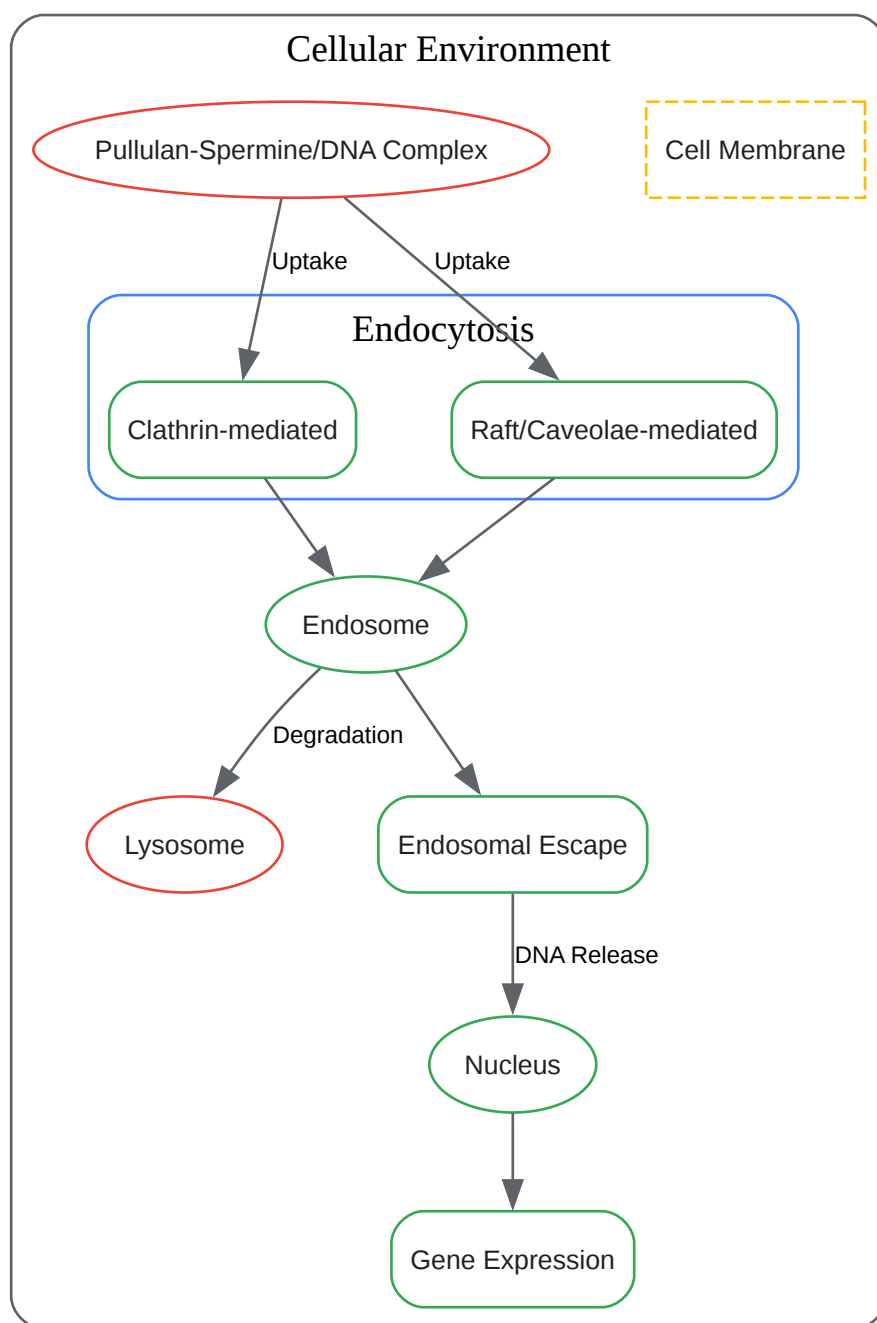 Cellular Environment
Pullulan-Spermine/DNA Complex
Cell Membrane
Uptake
Uptake
Endocytosis
Clathrin-mediated
Raft/Caveolae-mediated
Endosome
Degradation
Lysosome
Endosomal Escape
DNA Release
Nucleus
Gene Expression